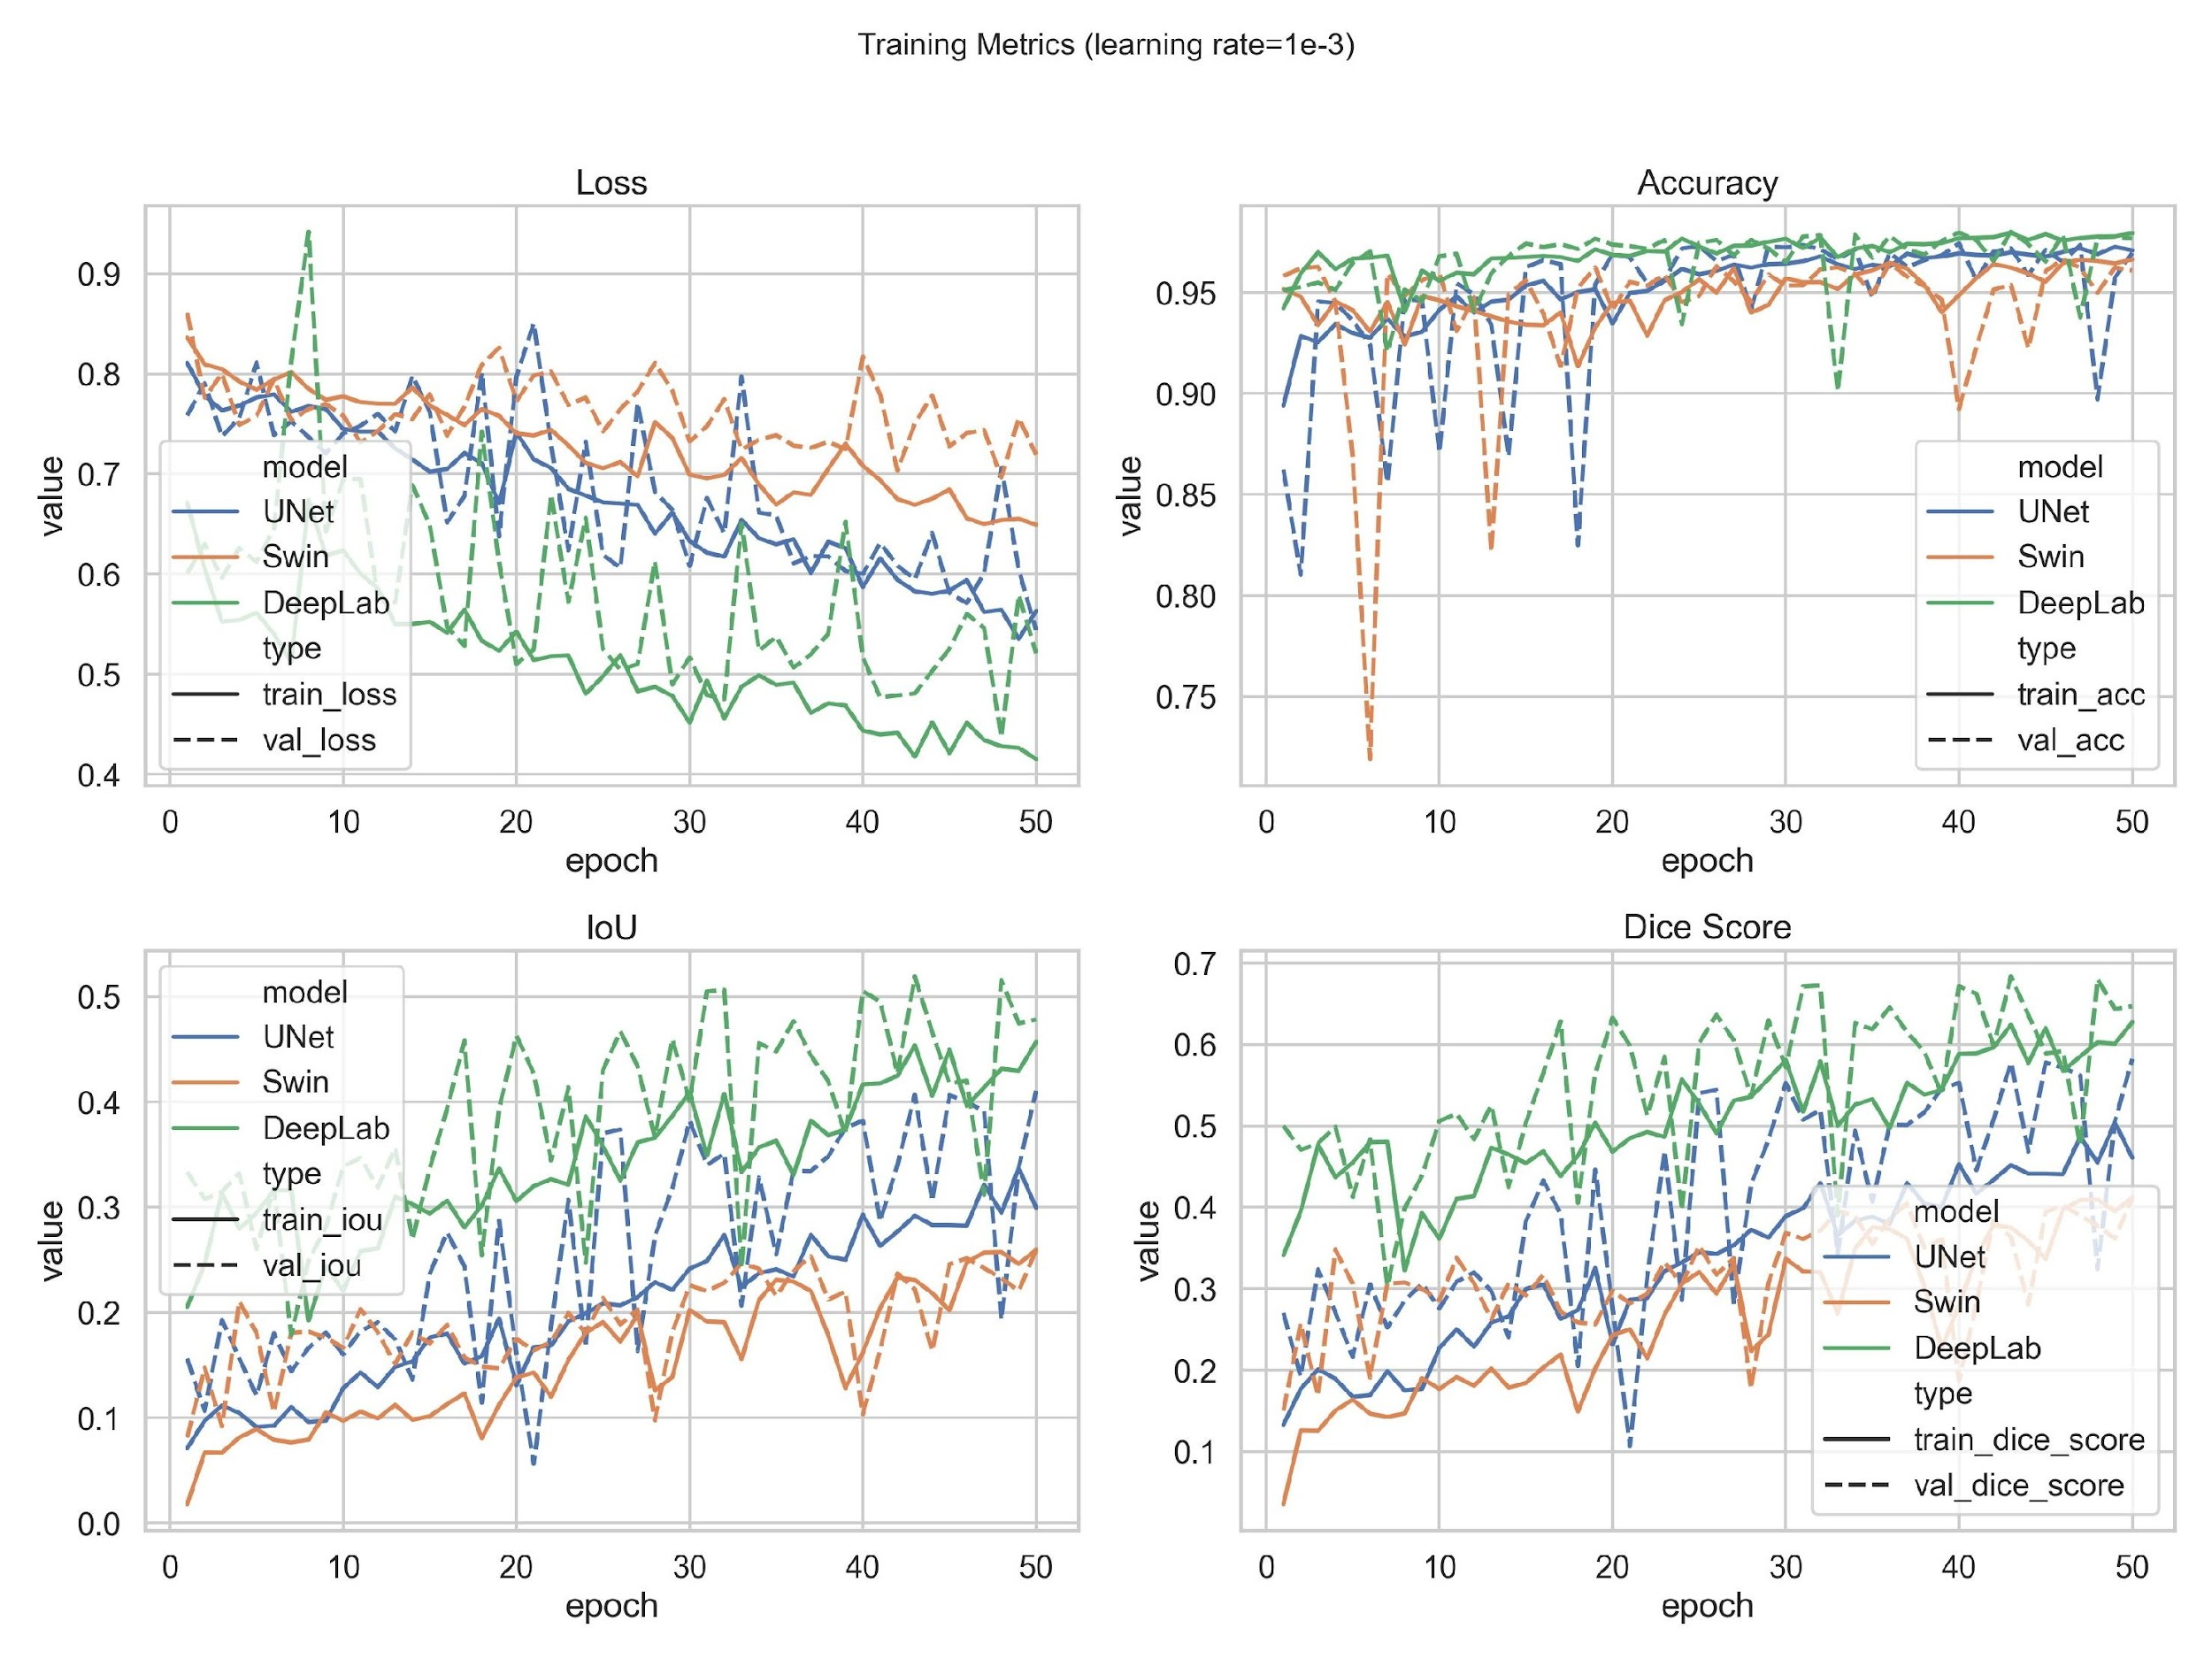 Training Metrics (learning rate=1e-3)
Loss
value
0.9
0.8
0.7
0.6
0.5
0.4
model
UNet
Swin
DeepLab
type
train_loss
val_loss
0 10 20 30 40 50
epoch
Accuracy
value
0.95
0.90
0.85
0.80
0.75
model
UNet
Swin
DeepLab
type
train_acc
val_acc
0 10 20 30 40 50
epoch
IoU
value
0.5
0.4
0.3
0.2
0.1
0.0
model
UNet
Swin
DeepLab
type
train_iou
val_iou
0 10 20 30 40 50
epoch
Dice Score
value
0.7
0.6
0.5
0.4
0.3
0.2
0.1
model
UNet
Swin
DeepLab
type
train_dice_score
val_dice_score
0 10 20 30 40 50
epoch